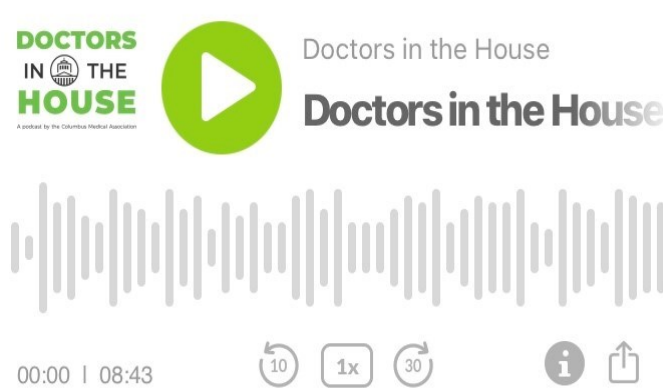 DOCTORS
IN THE
HOUSE
A podcast by the Columbus Medical Association
Doctors in the House
Doctors in the House
00:00 | 08:43
10
1x
30
i